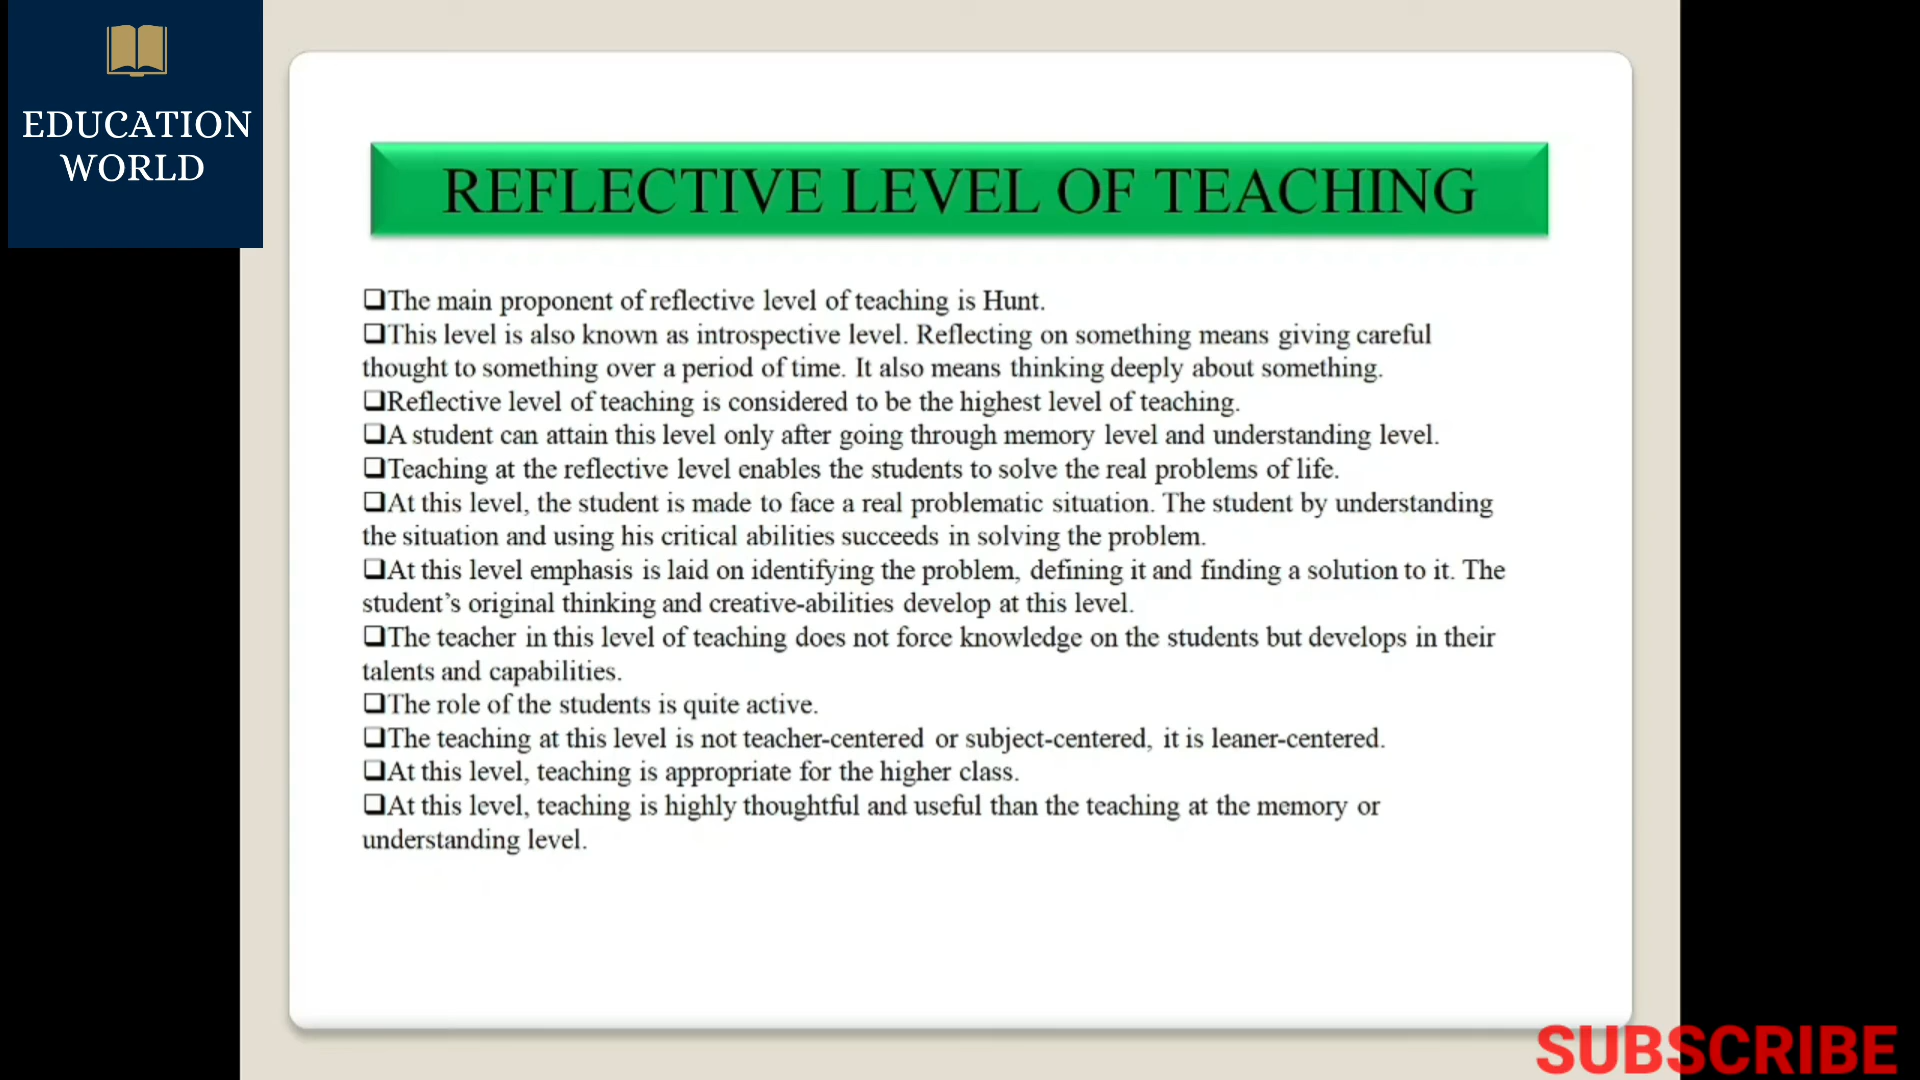 EDUCATION
WORLD
REFLECTIVE LEVEL OF TEACHING
❑The main proponent of reflective level of teaching is Hunt.
❑This level is also known as introspective level. Reflecting on something means giving careful
thought to something over a period of time. It also means thinking deeply about something.
❑Reflective level of teaching is considered to be the highest level of teaching.
❑A student can attain this level only after going through memory level and understanding level.
❑Teaching at the reflective level enables the students to solve the real problems of life.
❑At this level, the student is made to face a real problematic situation. The student by understanding
the situation and using his critical abilities succeeds in solving the problem.
❑At this level emphasis is laid on identifying the problem, defining it and finding a solution to it. The
student’s original thinking and creative-abilities develop at this level.
❑The teacher in this level of teaching does not force knowledge on the students but develops in their
talents and capabilities.
❑The role of the students is quite active.
❑The teaching at this level is not teacher-centered or subject-centered, it is leaner-centered.
❑At this level, teaching is appropriate for the higher class.
❑At this level, teaching is highly thoughtful and useful than the teaching at the memory or
understanding level.
SUBSCRIBE